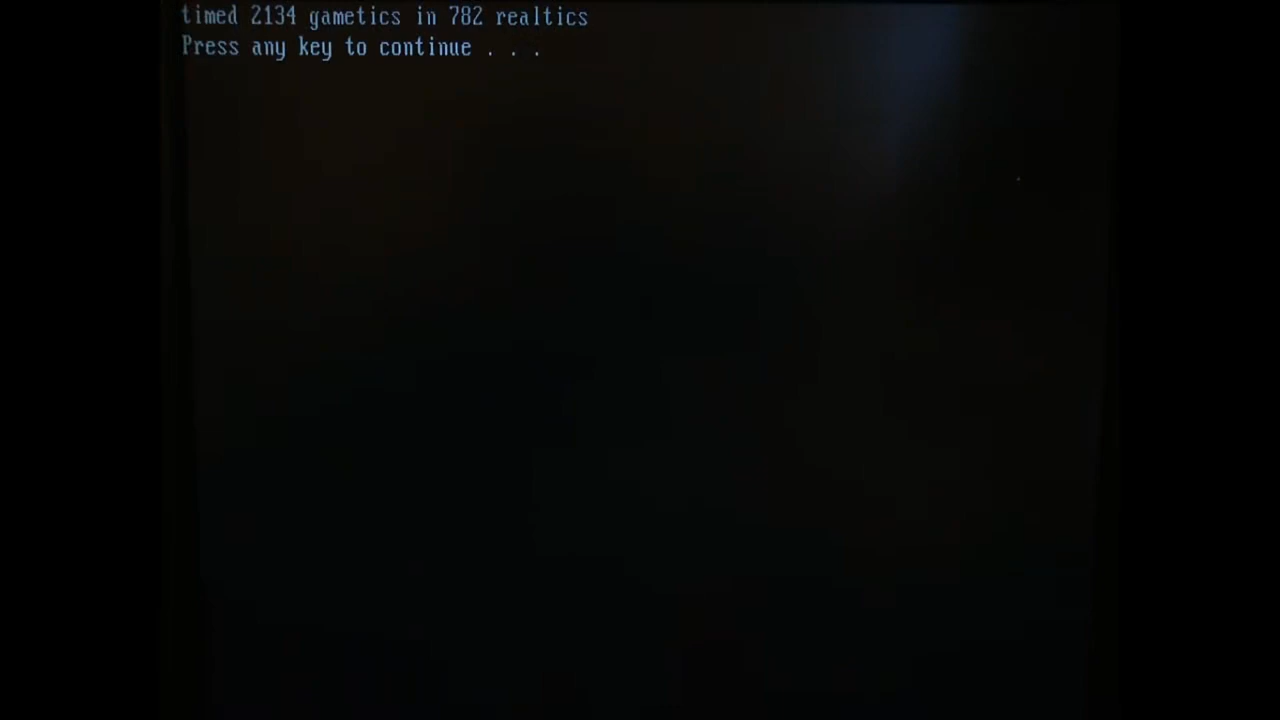 timed 2134 gametics in 782 realtics
Press any key to continue . . .